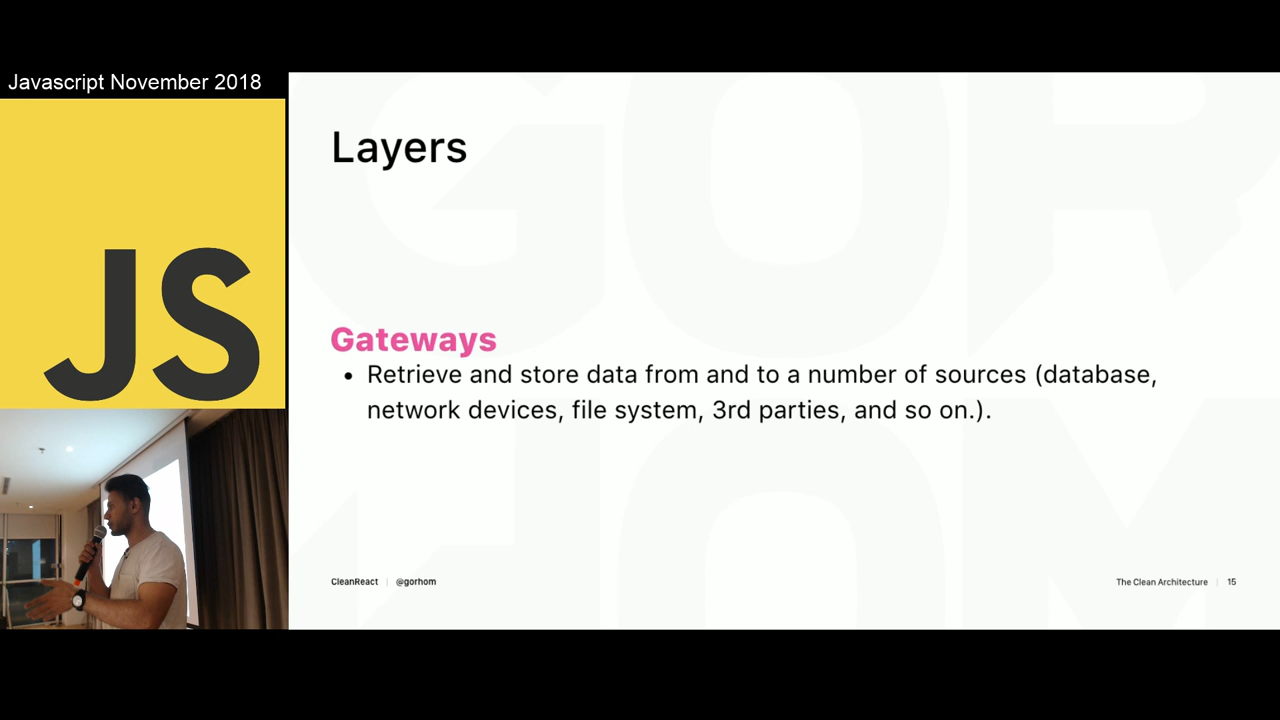 Javascript November 2018
JS
Layers
Gateways
• Retrieve and store data from and to a number of sources (database,
network devices, file system, 3rd parties, and so on.).
CleanReact | @gorhom
The Clean Architecture | 15